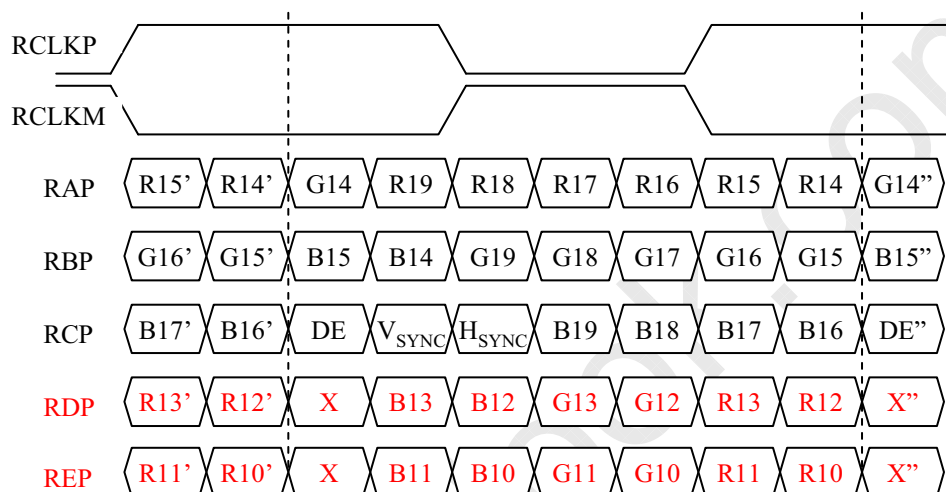 RCLKP
RCLKM
RAP R15’ R14’ G14 R19 R18 R17 R16 R15 R14 G14”
RBP G16’ G15’ B15 B14 G19 G18 G17 G16 G15 B15”
RCP B17’ B16’ DE VSYNC HSYNC B19 B18 B17 B16 DE”
RDP R13’ R12’ X B13 B12 G13 G12 R13 R12 X”
REP R11’ R10’ X B11 B10 G11 G10 R11 R10 X”